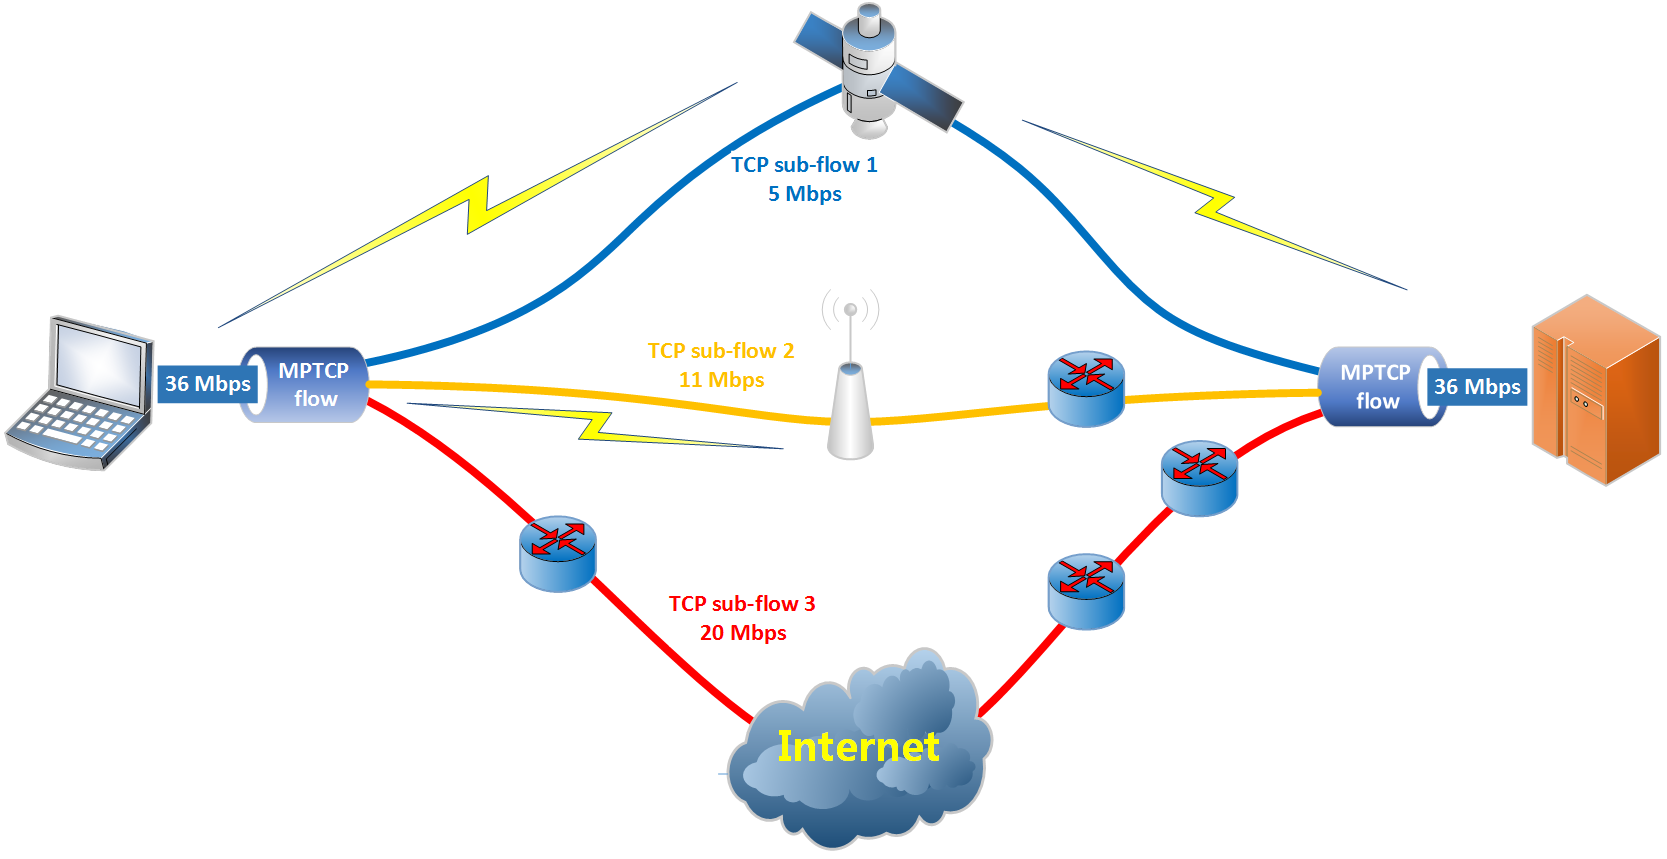 TCP sub-flow 1
5 Mbps
TCP sub-flow 2
11 Mbps
36 Mbps
MPTCP
flow
MPTCP
flow
36 Mbps
TCP sub-flow 3
20 Mbps
Internet